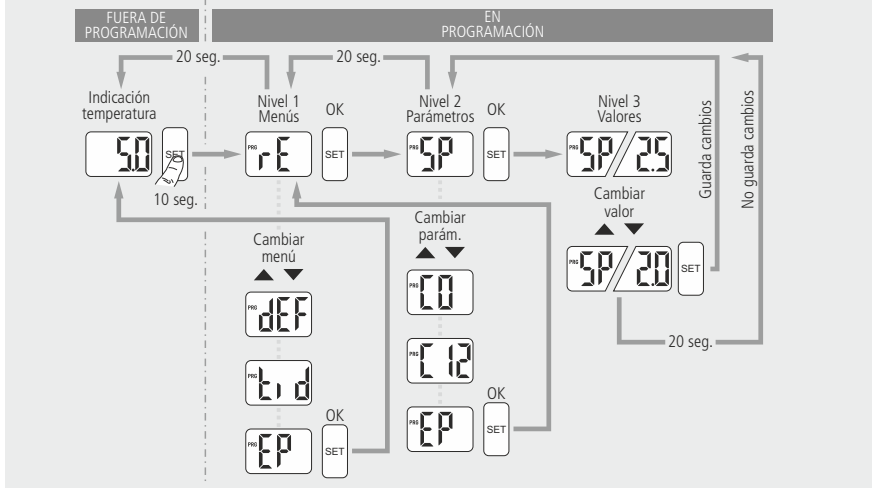 FUERA DE
PROGRAMACIÓN
EN
PROGRAMACIÓN
20 seg.
20 seg.
Indicación
temperatura
Nivel 1
Menús
OK
Nivel 2
Parámetros
OK
Nivel 3
Valores
5.0
SET
PRG rE
SET
PRG SP
SET
PRG SP/2.5
10 seg.
Cambiar
menú
Cambiar
parám.
Cambiar
valor
PRG SP/2.0
SET
Guarda cambios
No guarda cambios
20 seg.
PRG dEF
PRG tid
PRG EP
OK
SET
PRG C0
PRG C12
PRG EP
OK
SET